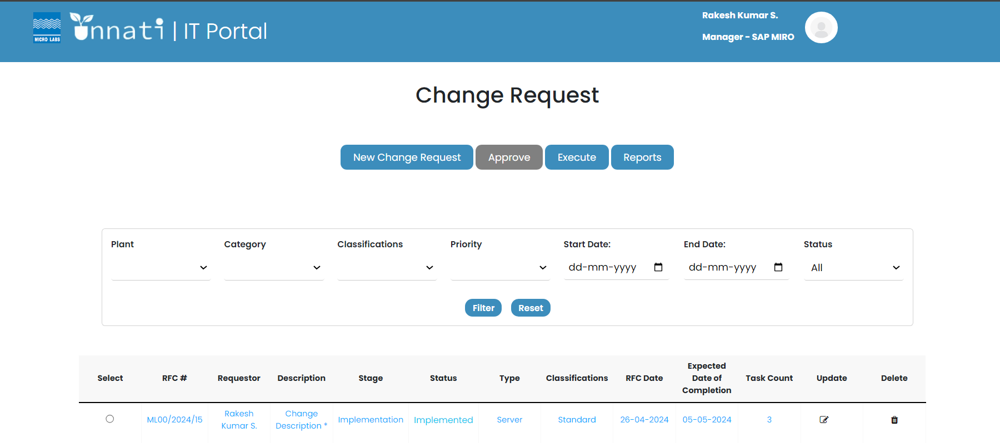 MICRO LABS
unnati | IT Portal
Rakesh Kumar S.
Manager - SAP MIRO
Change Request
New Change Request Approve Execute Reports
Plant Category Classifications Priority Start Date: End Date: Status
dd-mm-yyyy dd-mm-yyyy All
Filter Reset
Select RFC # Requestor Description Stage Status Type Classifications RFC Date Expected Date of Completion Task Count Update Delete
ML00/2024/15 Rakesh Kumar S. Change Description * Implementation Implemented Server Standard 26-04-2024 05-05-2024 3